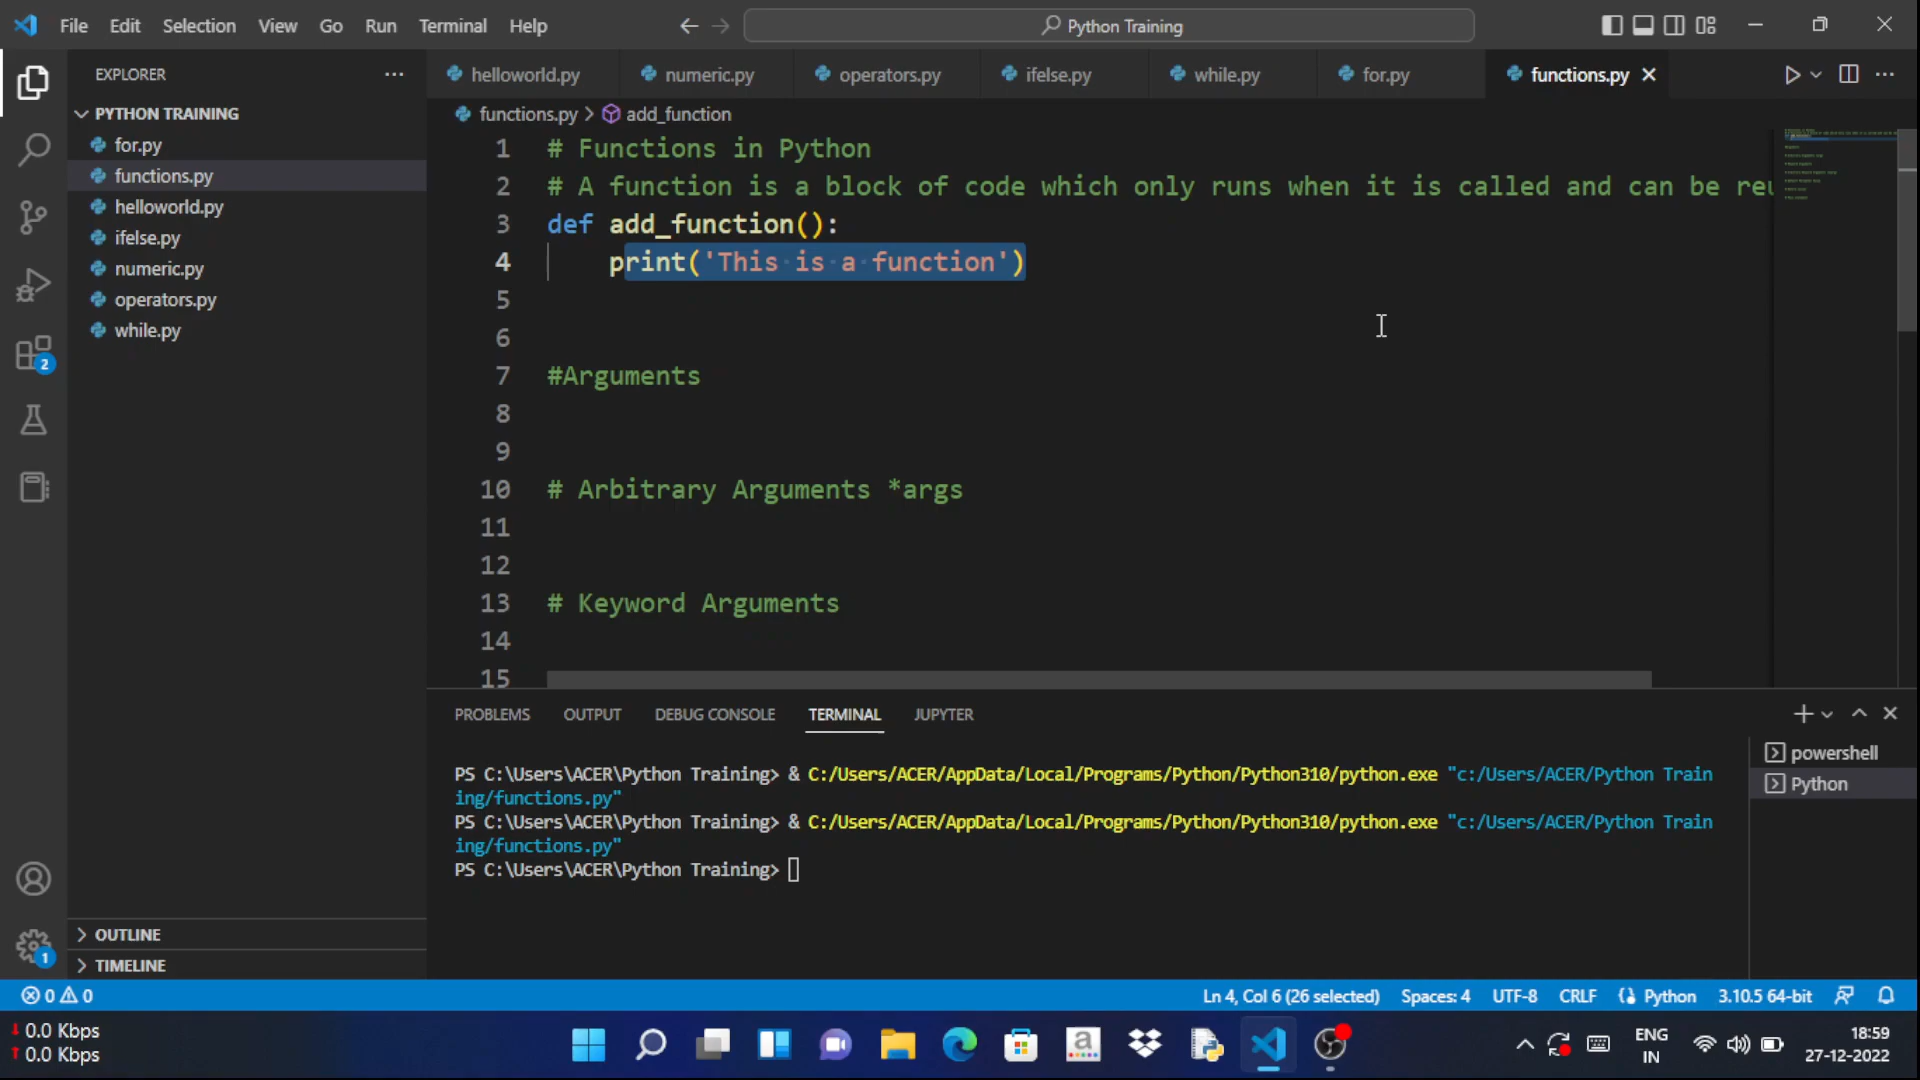 File Edit Selection View Go Run Terminal Help
Python Training
EXPLORER
helloworld.py numeric.py operators.py ifelse.py while.py for.py functions.py
PYTHON TRAINING
for.py
functions.py
helloworld.py
ifelse.py
numeric.py
operators.py
while.py
functions.py > add_function
1 # Functions in Python
2 # A function is a block of code which only runs when it is called and can be reu
3 def add_function():
4 print('This is a function')
5
6
7 #Arguments
8
9
10 # Arbitrary Arguments *args
11
12
13 # Keyword Arguments
14
15
PROBLEMS OUTPUT DEBUG CONSOLE TERMINAL JUPYTER
PS C:\Users\ACER\Python Training> & C:/Users/ACER/AppData/Local/Programs/Python/Python310/python.exe "c:/Users/ACER/Python Train
ing/functions.py"
PS C:\Users\ACER\Python Training> & C:/Users/ACER/AppData/Local/Programs/Python/Python310/python.exe "c:/Users/ACER/Python Train
ing/functions.py"
PS C:\Users\ACER\Python Training>
powershell
Python
2
1
OUTLINE
TIMELINE
0 0
Ln 4, Col 6 (26 selected) Spaces: 4 UTF-8 CRLF Python 3.10.5 64-bit
0.0 Kbps
0.0 Kbps
a
ENG
IN
18:59
27-12-2022